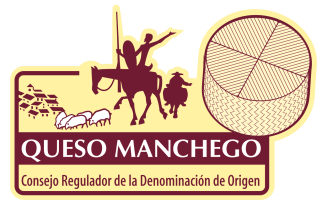 QUESO MANCHEGO
Consejo Regulador de la Denominación de Origen